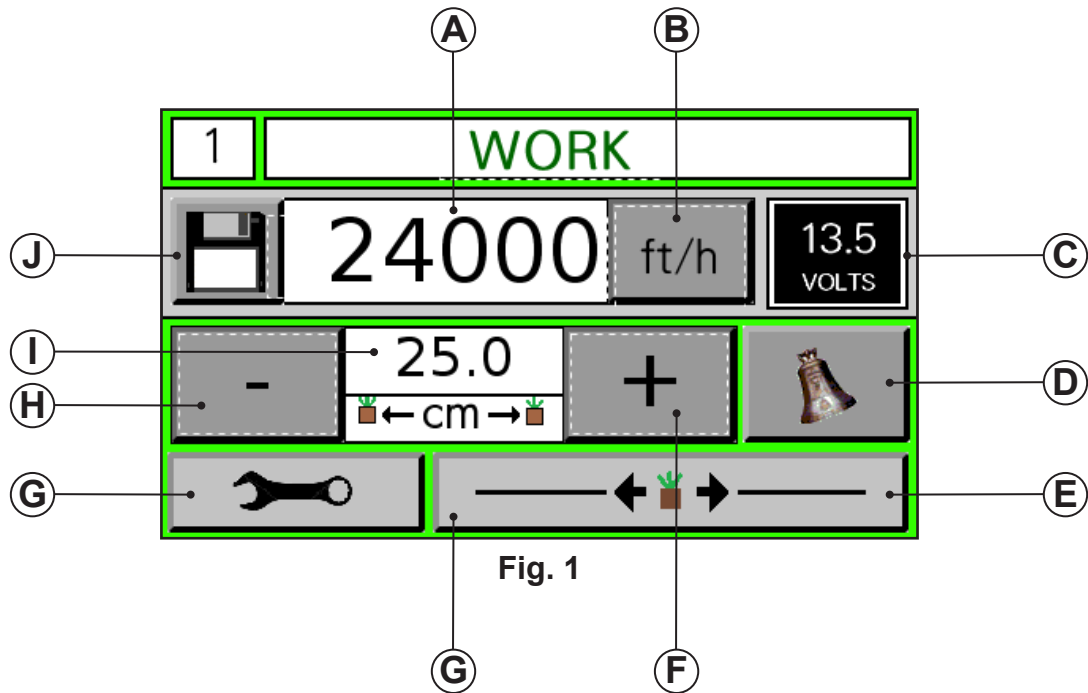 A B
1 WORK
J 24000 ft/h 13.5 C
VOLTS
I 25.0
H - + D
cm
G E
Fig. 1
G F